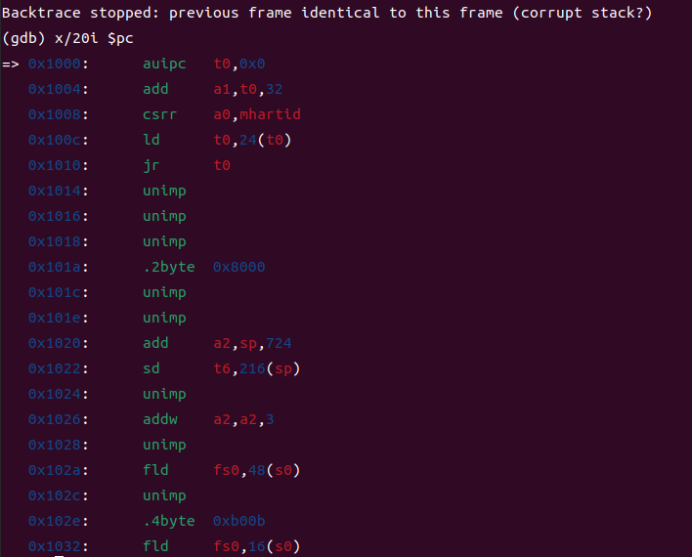 Backtrace stopped: previous frame identical to this frame (corrupt stack?)
(gdb) x/20i $pc
=> 0x1000:	auipc	t0,0x0
   0x1004:	add	a1,t0,32
   0x1008:	csrr	a0,mhartid
   0x100c:	ld	t0,24(t0)
   0x1010:	jr	t0
   0x1014:	unimp
   0x1016:	unimp
   0x1018:	unimp
   0x101a:	.2byte	0x8000
   0x101c:	unimp
   0x101e:	unimp
   0x1020:	add	a2,sp,724
   0x1022:	sd	t6,216(sp)
   0x1024:	unimp
   0x1026:	addw	a2,a2,3
   0x1028:	unimp
   0x102a:	fld	fs0,48(s0)
   0x102c:	unimp
   0x102e:	.4byte	0xb00b
   0x1032:	fld	fs0,16(s0)